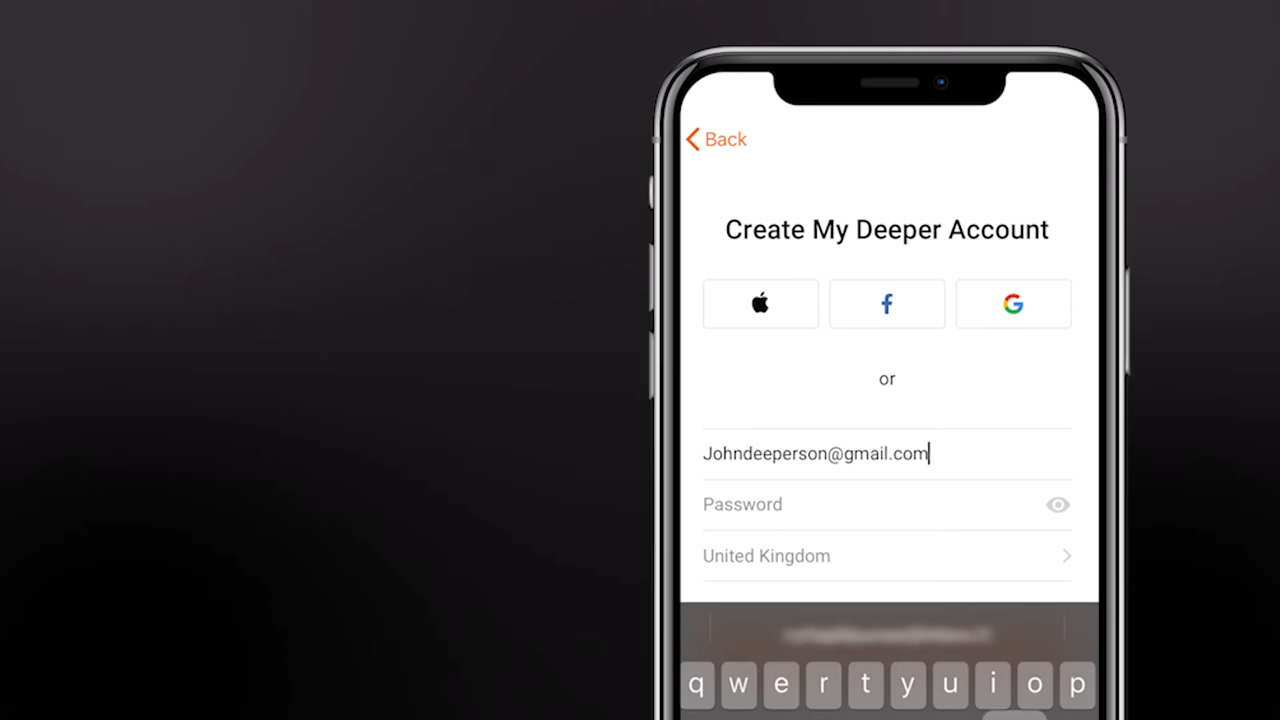 Back
Create My Deeper Account
or
Johndeeperson@gmail.com
Password
United Kingdom
q w e r t y u i o p